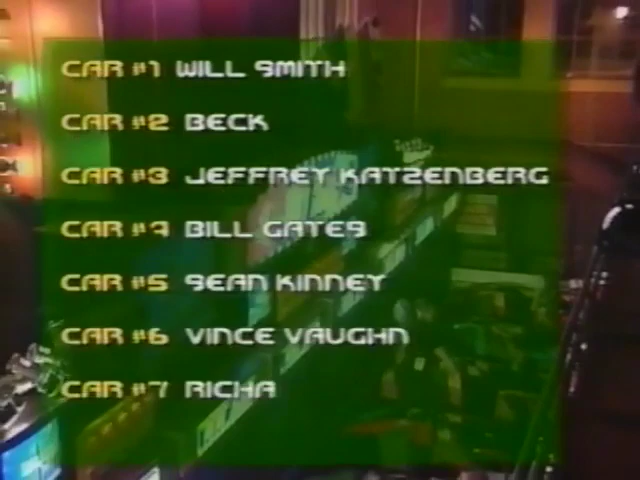 CAR #1 WILL SMITH
CAR #2 BECK
CAR #3 JEFFREY KATZENBERG
CAR #4 BILL GATES
CAR #5 SEAN KINNEY
CAR #6 VINCE VAUGHN
CAR #7 RICHA